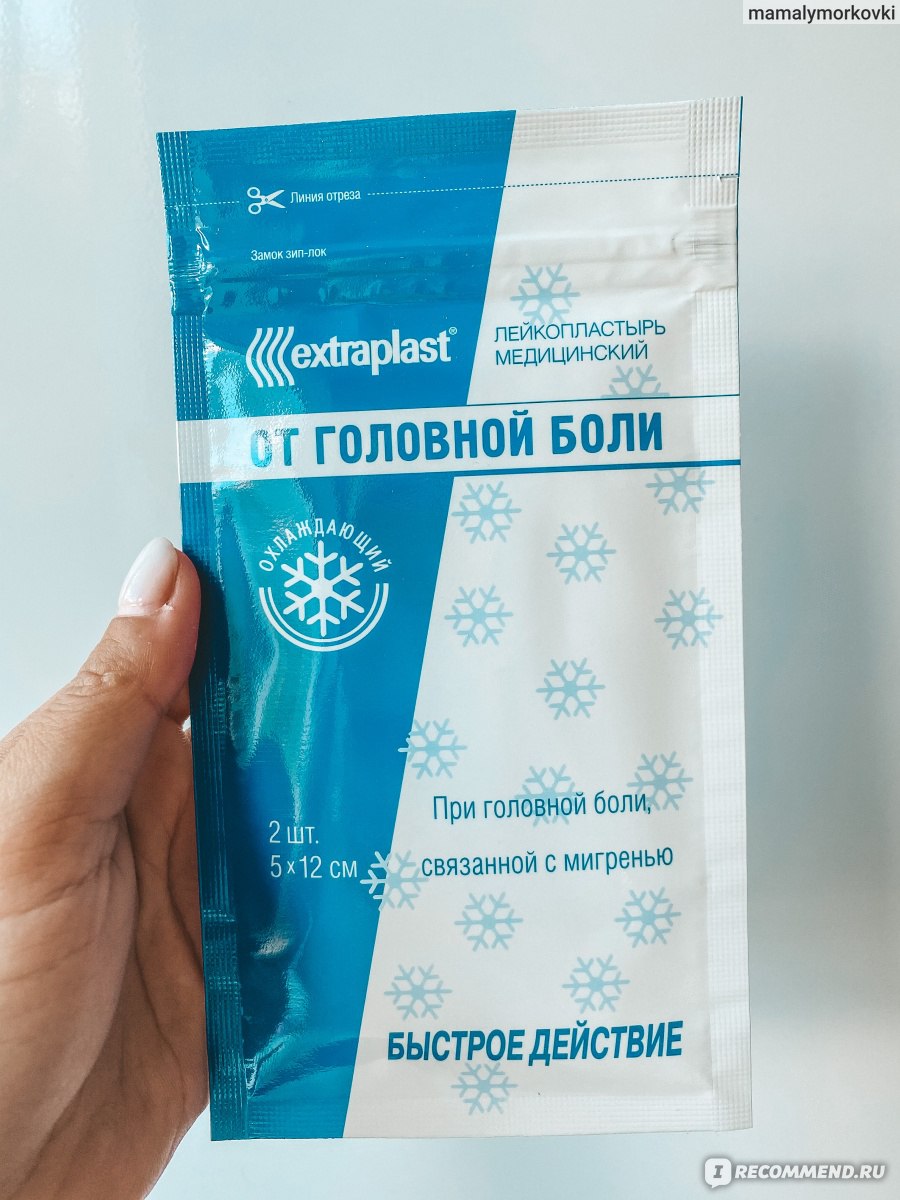 mamalymorkovki
Линия отреза
Замок зип-лок
extraplast®
ЛЕЙКОПЛАСТЫРЬ
МЕДИЦИНСКИЙ
ОТ ГОЛОВНОЙ БОЛИ
ОХЛАЖДАЮЩИЙ
При головной боли,
связанной с мигренью
2 шт.
5×12 см
БЫСТРОЕ ДЕЙСТВИЕ
IRECOMMEND.RU